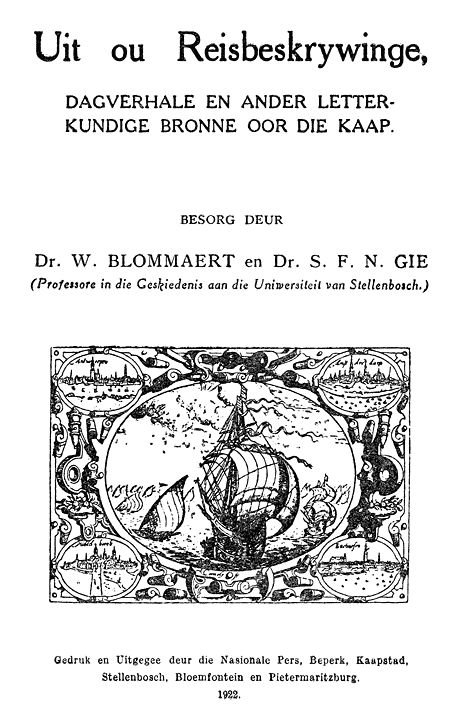 Uit ou Reisbeskrywinge,
DAGVERHALE EN ANDER LETTER-
KUNDIGE BRONNE OOR DIE KAAP.
BESORG DEUR
Dr. W. BLOMMAERT en Dr. S. F. N. GIE
(Professore in die Geskiedenis aan die Universiteit van Stellenbosch.)
Gedruk en Uitgegee deur die Nasionale Pers, Beperk, Kaapstad,
Stellenbosch, Bloemfontein en Pietermaritzburg.
1922.